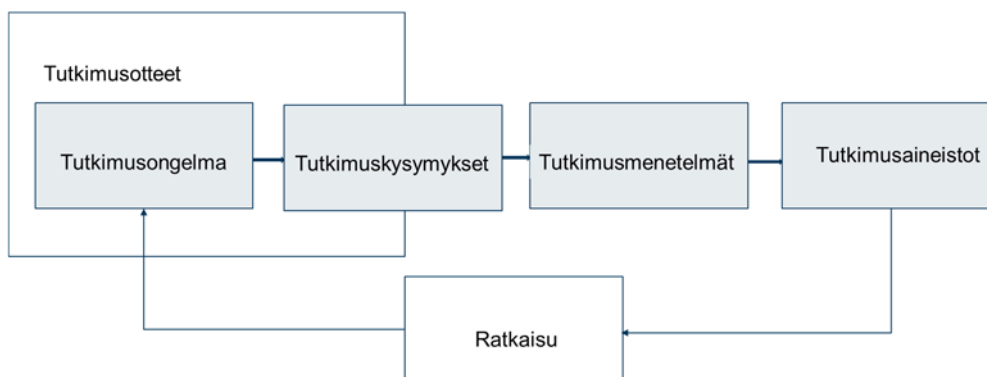 Tutkimusotteet
Tutkimusongelma
Tutkimuskysymykset
Tutkimusmenetelmät
Tutkimusaineistot
Ratkaisu